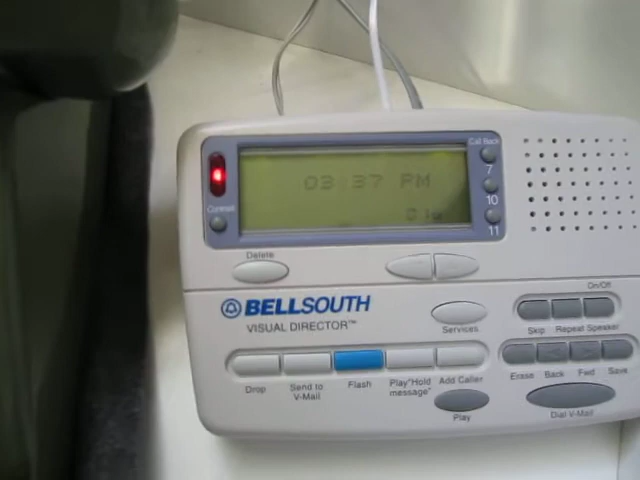 Call Back
03:37 PM
7
10
Contrast
11
Delete
On/Off
BELLSOUTH
VISUAL DIRECTOR™
Services
Skip Repeat Speaker
Drop
Send to V-Mail
Flash
Play "Hold message"
Add Caller
Erase Back Fwd Save
Play
Dial V-Mail